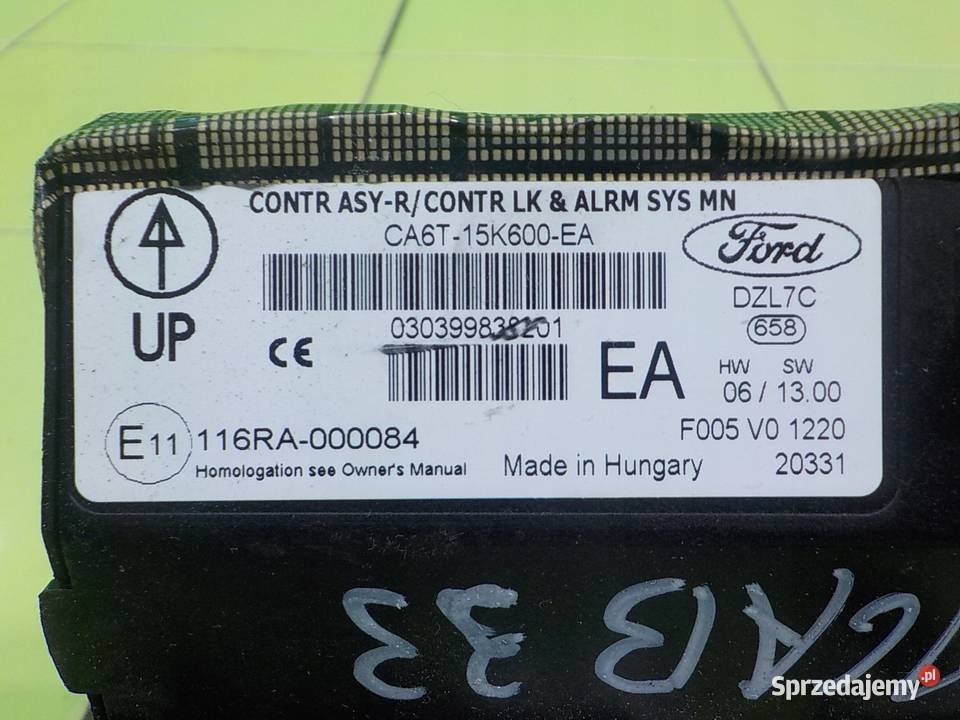 CONTR ASY-R/CONTR LK & ALRM SYS MN
CA6T-15K600-EA
Ford
DZL7C
658
UP
CE
EA
HW SW
06 / 13.00
E11 116RA-000084
Homologation see Owner's Manual
F005 V0 1220
Made in Hungary
20331
33
Sprzedajemy.pl